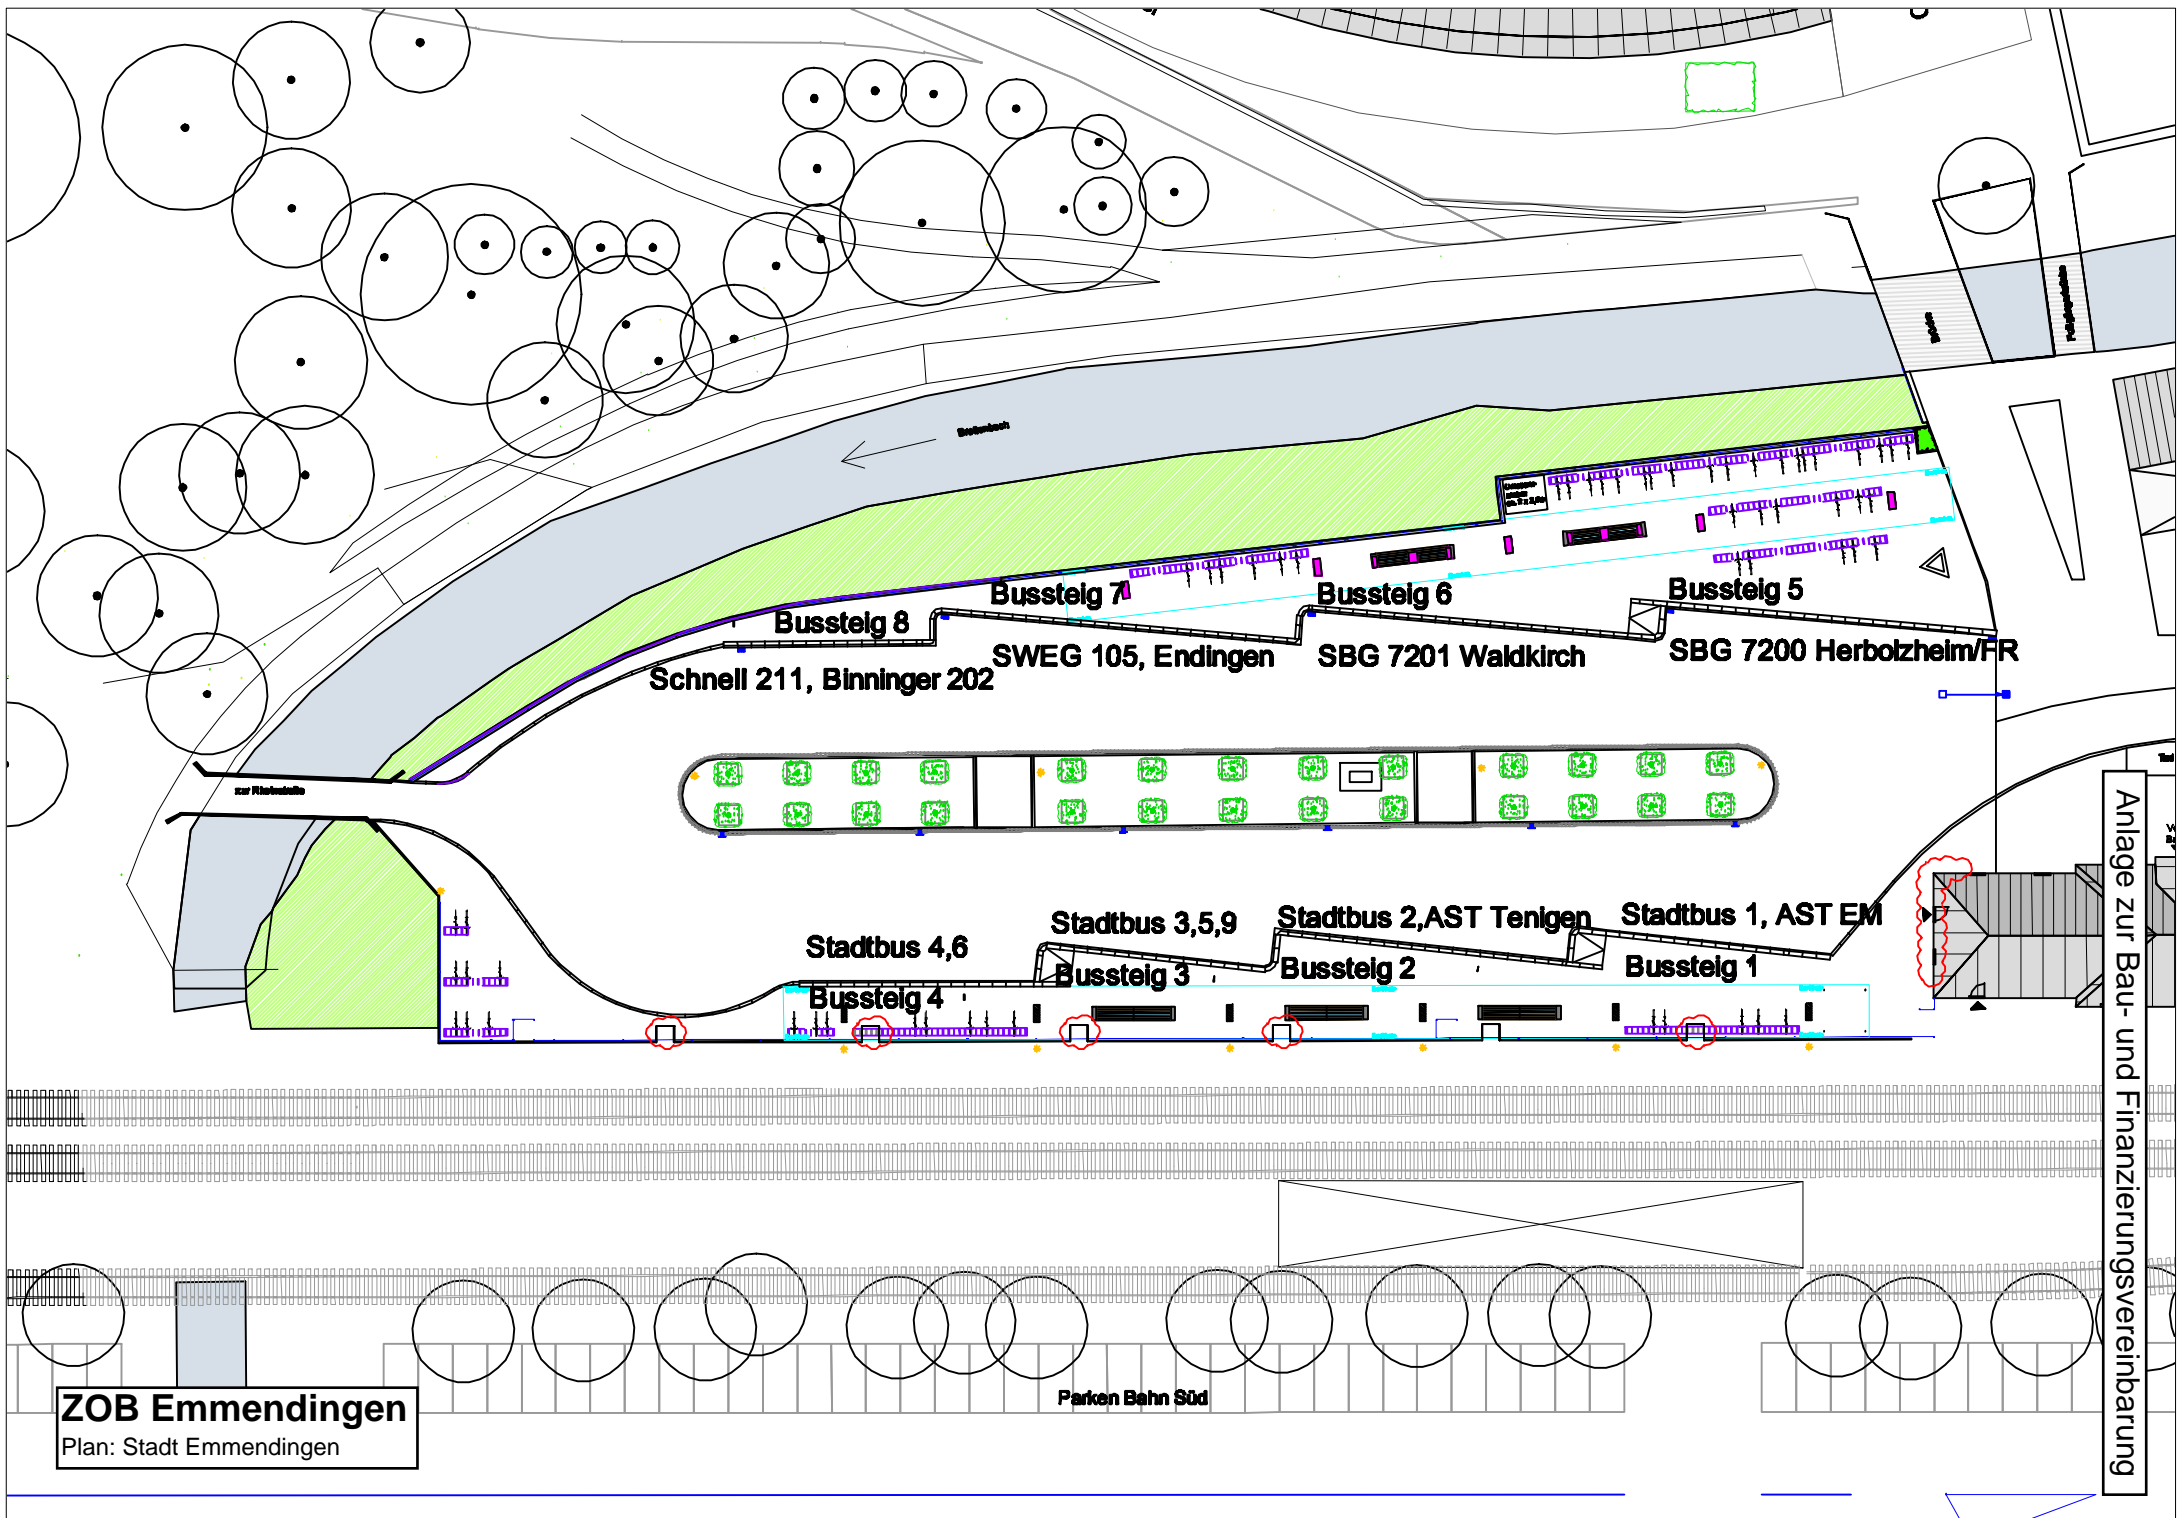 Brücke
Brettenbach
Bussteig 7
Bussteig 6
Bussteig 5
Bussteig 8
SWEG 105, Endingen
SBG 7201 Waldkirch
SBG 7200 Herbolzheim/FR
Schnell 211, Binninger 202
Stadtbus 4,6
Stadtbus 3,5,9
Stadtbus 2,AST Tenigen
Stadtbus 1, AST EM
Bussteig 4
Bussteig 3
Bussteig 2
Bussteig 1
Parken Bahn Süd
ZOB Emmendingen
Plan: Stadt Emmendingen
Anlage zur Bau- und Finanzierungsvereinbarung